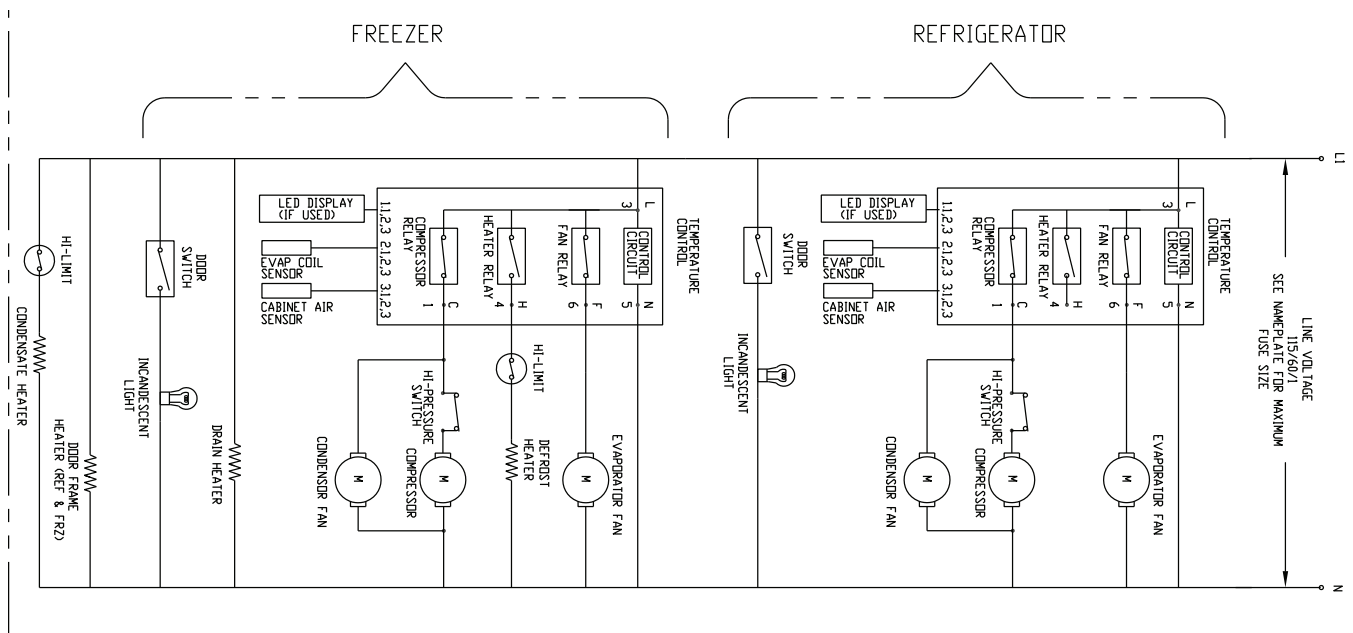 FREEZER
REFRIGERATOR
L1
N
LINE VOLTAGE
115/60/1
SEE NAMEPLATE FOR MAXIMUM
FUSE SIZE
TEMPERATURE
CONTROL
L
3
CONTROL
CIRCUIT
N
5
FAN RELAY
F
6
HEATER RELAY
H
4
COMPRESSOR
RELAY
C
1
1.1,2,3
2.1,2,3
3.1,2,3
LED DISPLAY
(IF USED)
EVAP COIL
SENSOR
CABINET AIR
SENSOR
EVAPORATOR FAN
M
HI-PRESSURE
SWITCH
COMPRESSOR
M
CONDENSOR FAN
M
DOOR
SWITCH
INCANDESCENT
LIGHT
TEMPERATURE
CONTROL
L
3
CONTROL
CIRCUIT
N
5
FAN RELAY
F
6
HEATER RELAY
H
4
COMPRESSOR
RELAY
C
1
1.1,2,3
2.1,2,3
3.1,2,3
LED DISPLAY
(IF USED)
EVAP COIL
SENSOR
CABINET AIR
SENSOR
EVAPORATOR FAN
M
HI-LIMIT
DEFROST
HEATER
HI-PRESSURE
SWITCH
COMPRESSOR
M
CONDENSOR FAN
M
DRAIN HEATER
DOOR
SWITCH
INCANDESCENT
LIGHT
DOOR FRAME
HEATER (REF & FRZ)
HI-LIMIT
CONDENSATE HEATER